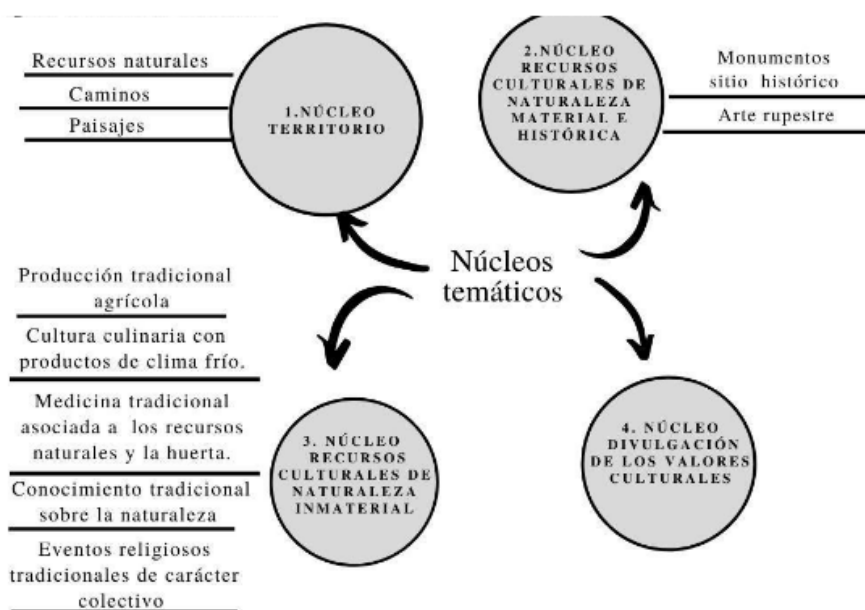 Recursos naturales
Caminos
Paisajes
1.NÚCLEO
TERRITORIO
2.NÚCLEO
RECURSOS
CULTURALES DE
NATURALEZA
MATERIAL E
HISTÓRICA
Monumentos
sitio histórico
Arte rupestre
Núcleos
temáticos
Producción tradicional
agrícola
Cultura culinaria con
productos de clima frío.
Medicina tradicional
asociada a los recursos
naturales y la huerta.
Conocimiento tradicional
sobre la naturaleza
Eventos religiosos
tradicionales de carácter
colectivo
3. NÚCLEO
RECURSOS
CULTURALES DE
NATURALEZA
INMATERIAL
4. NÚCLEO
DIVULGACIÓN
DE LOS VALORES
CULTURALES